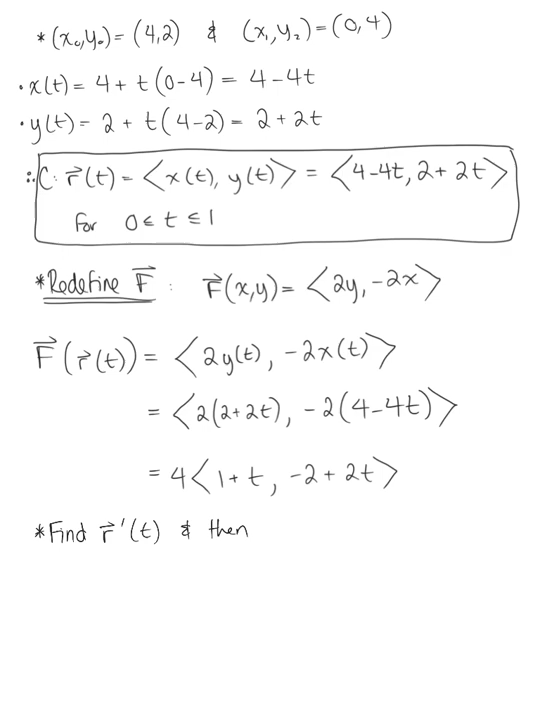 * (x₀,y₀) = (4,2) & (x₁,y₂) = (0,4)
• x(t) = 4 + t(0-4) = 4-4t
• y(t) = 2 + t(4-2) = 2+2t
∴ C: r⃗(t) = <x(t), y(t)> = <4-4t, 2+2t>
for 0 ≤ t ≤ 1
* Redefine F⃗ : F⃗(x,y) = <2y, -2x>
F⃗(r⃗(t)) = <2y(t), -2x(t)>
= <2(2+2t), -2(4-4t)>
= 4<1+t, -2+2t>
* Find r⃗'(t) & then